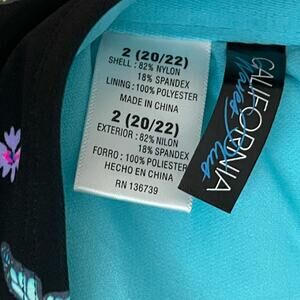 2 (20/22)
SHELL : 82% NYLON
18% SPANDEX
LINING : 100% POLYESTER
MADE IN CHINA
2 (20/22)
EXTERIOR : 82% NILON
18% SPANDEX
FORRO : 100% POLIESTER
HECHO EN CHINA
RN 136739
CALIFORNIA
Waves